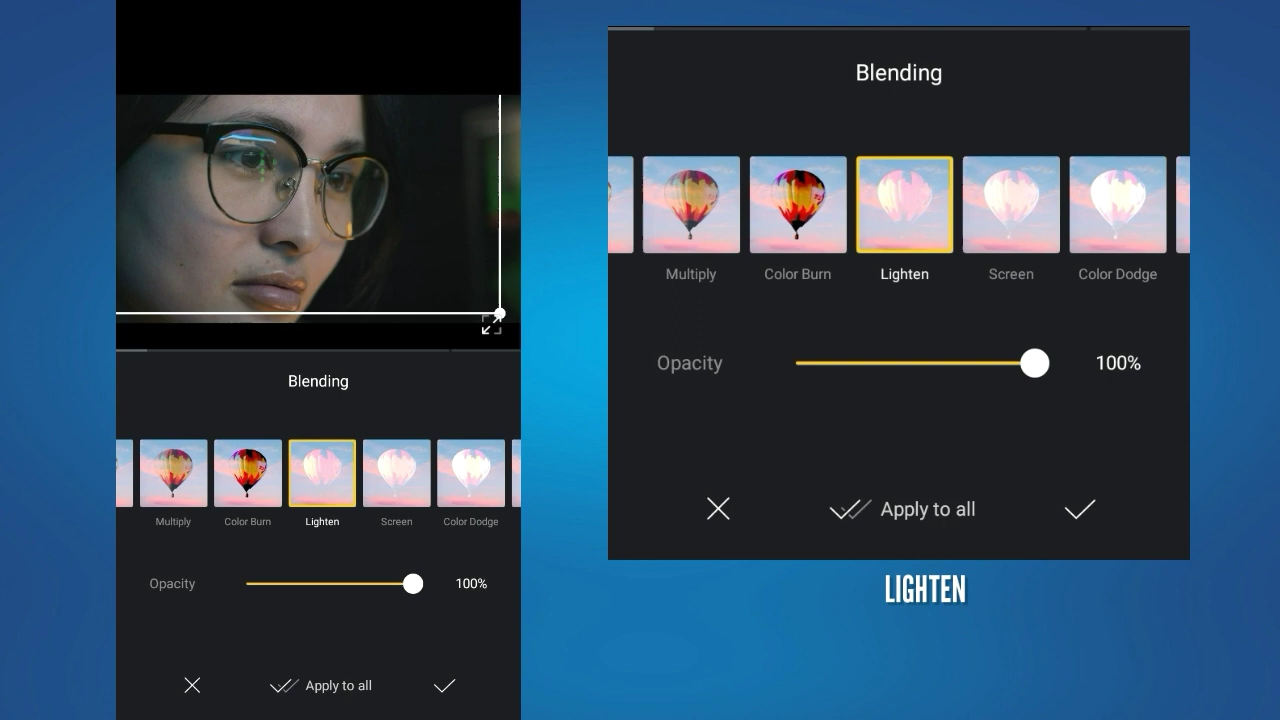 Blending
Multiply
Color Burn
Lighten
Screen
Color Dodge
Opacity
100%
Apply to all
Blending
Multiply
Color Burn
Lighten
Screen
Color Dodge
Opacity
100%
Apply to all
LIGHTEN